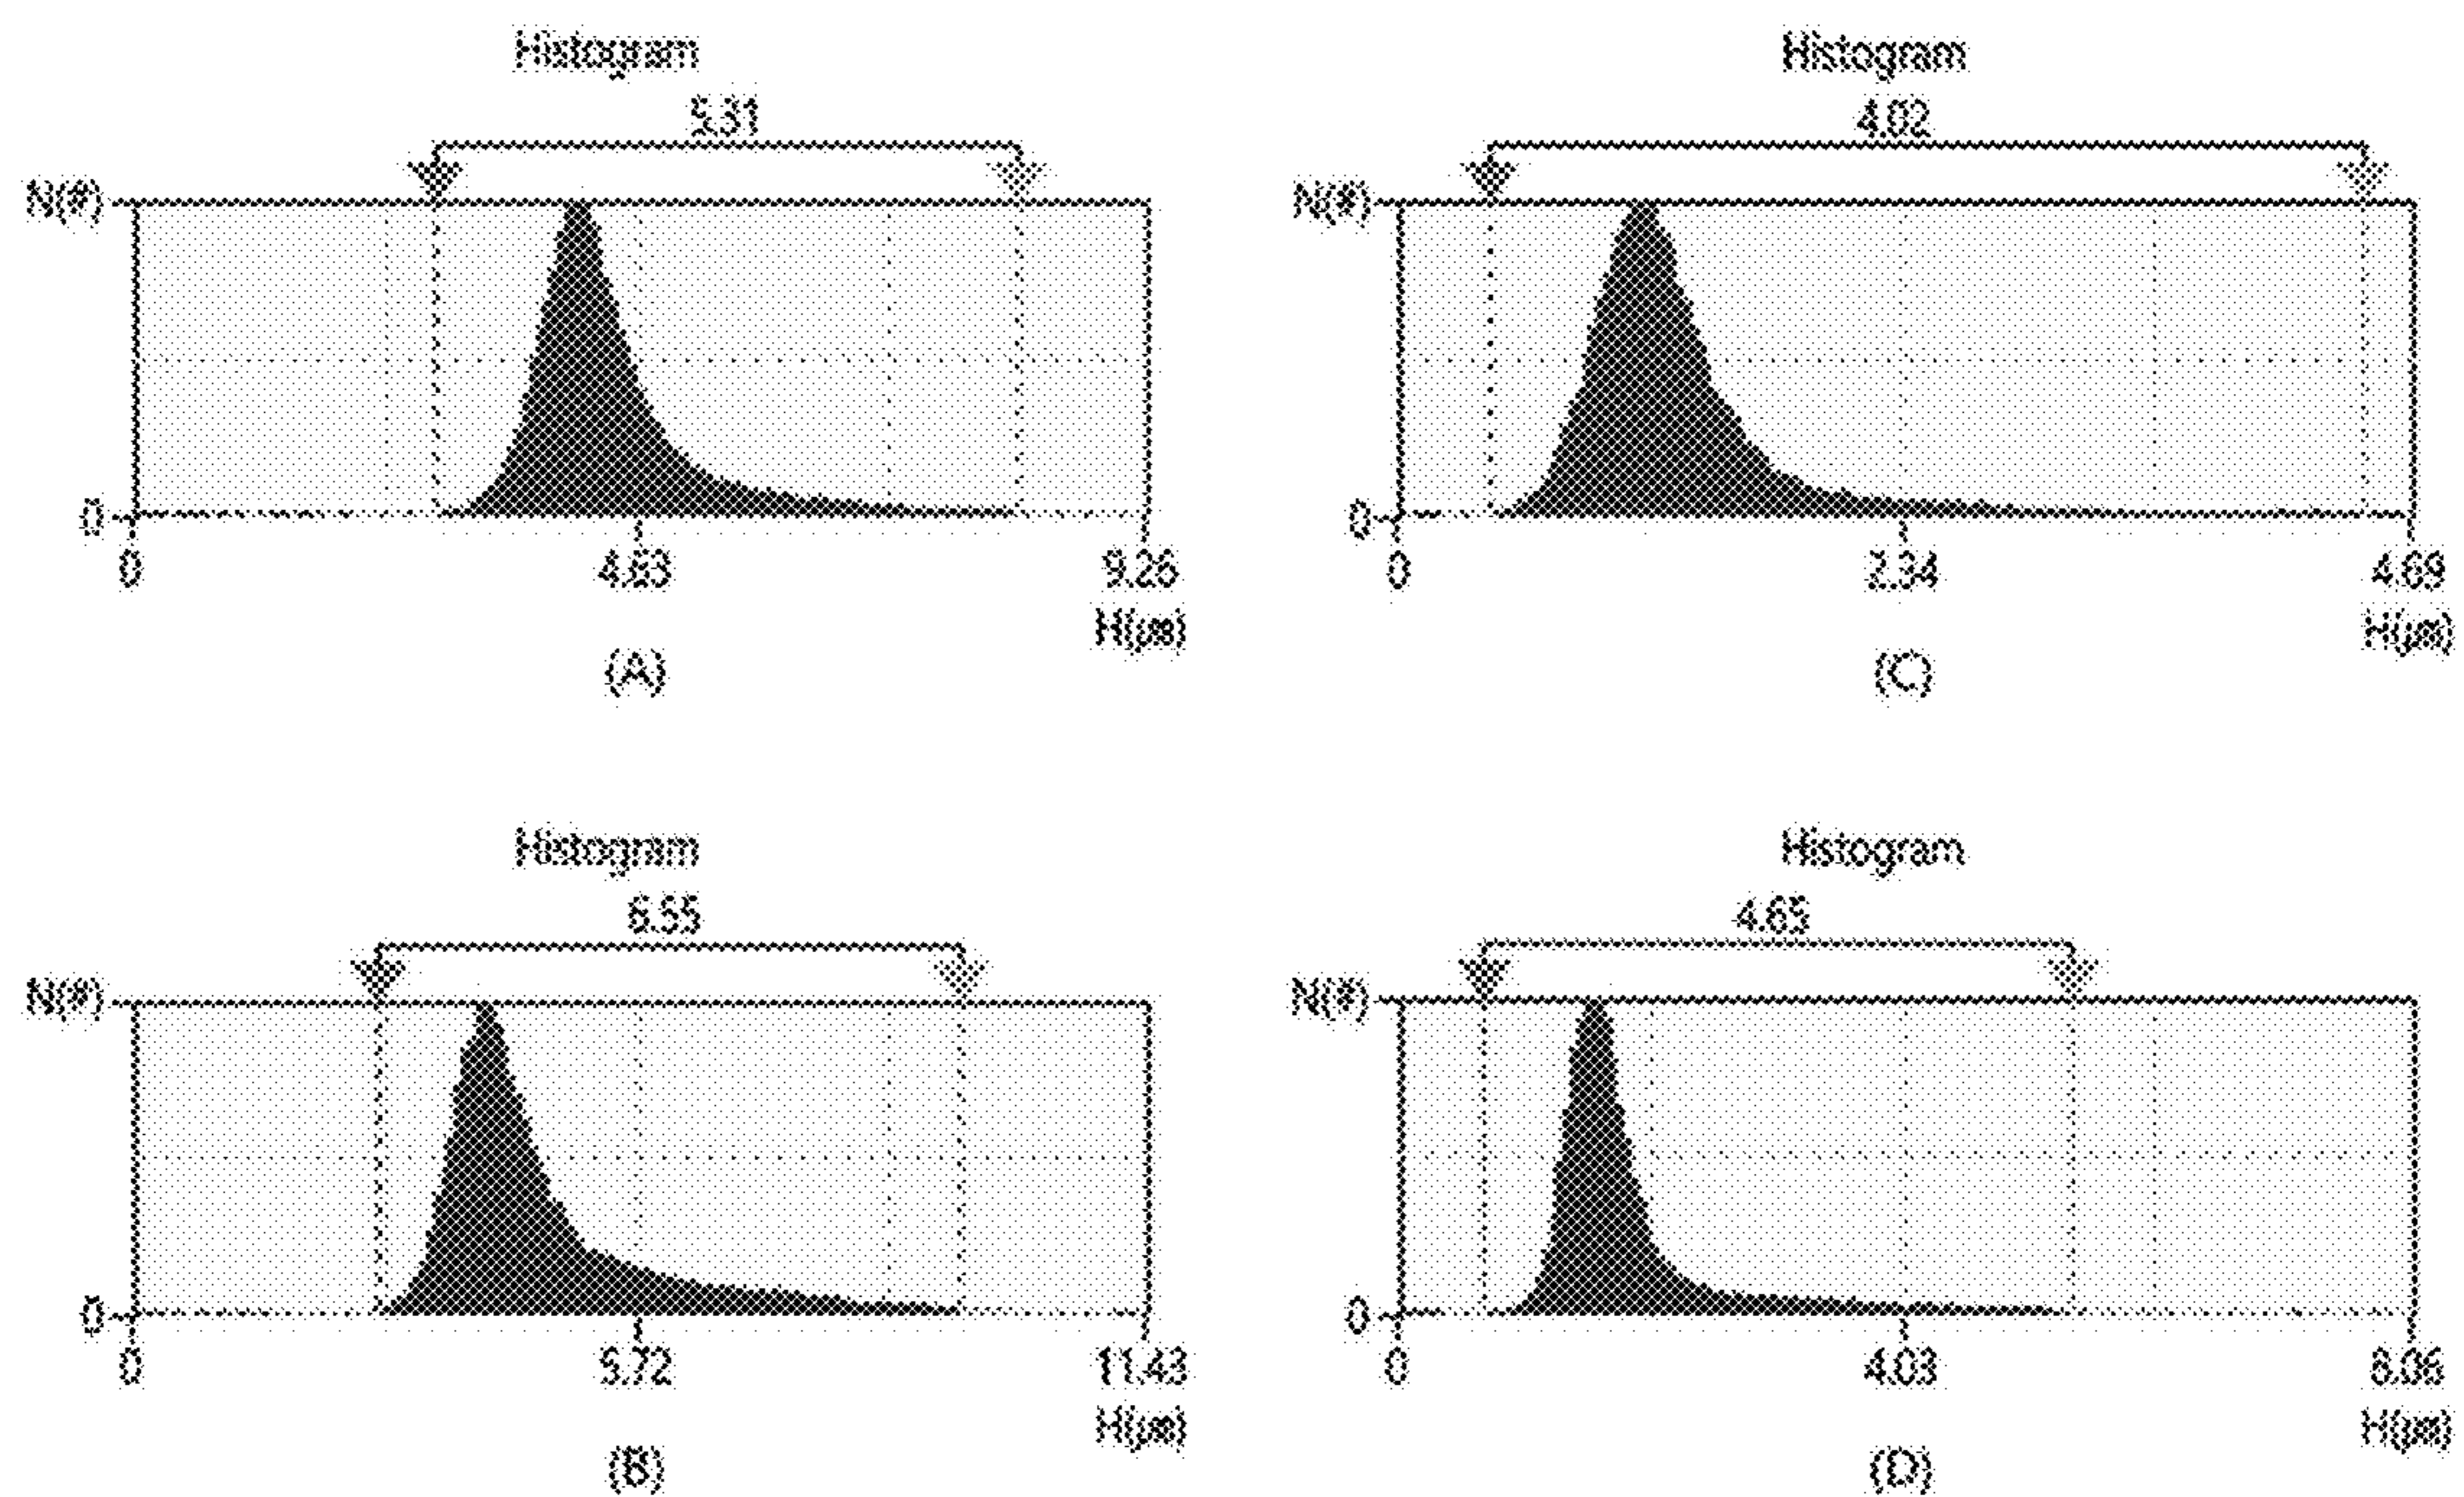 Histogram
5.31
N(#)
0
0 4.63 9.26
H(μm)
(A)
Histogram
4.02
N(#)
0
0 2.34 4.69
H(μm)
(C)
Histogram
6.55
N(#)
0
0 5.72 11.43
H(μm)
(B)
Histogram
4.65
N(#)
0
0 4.03 8.06
H(μm)
(D)